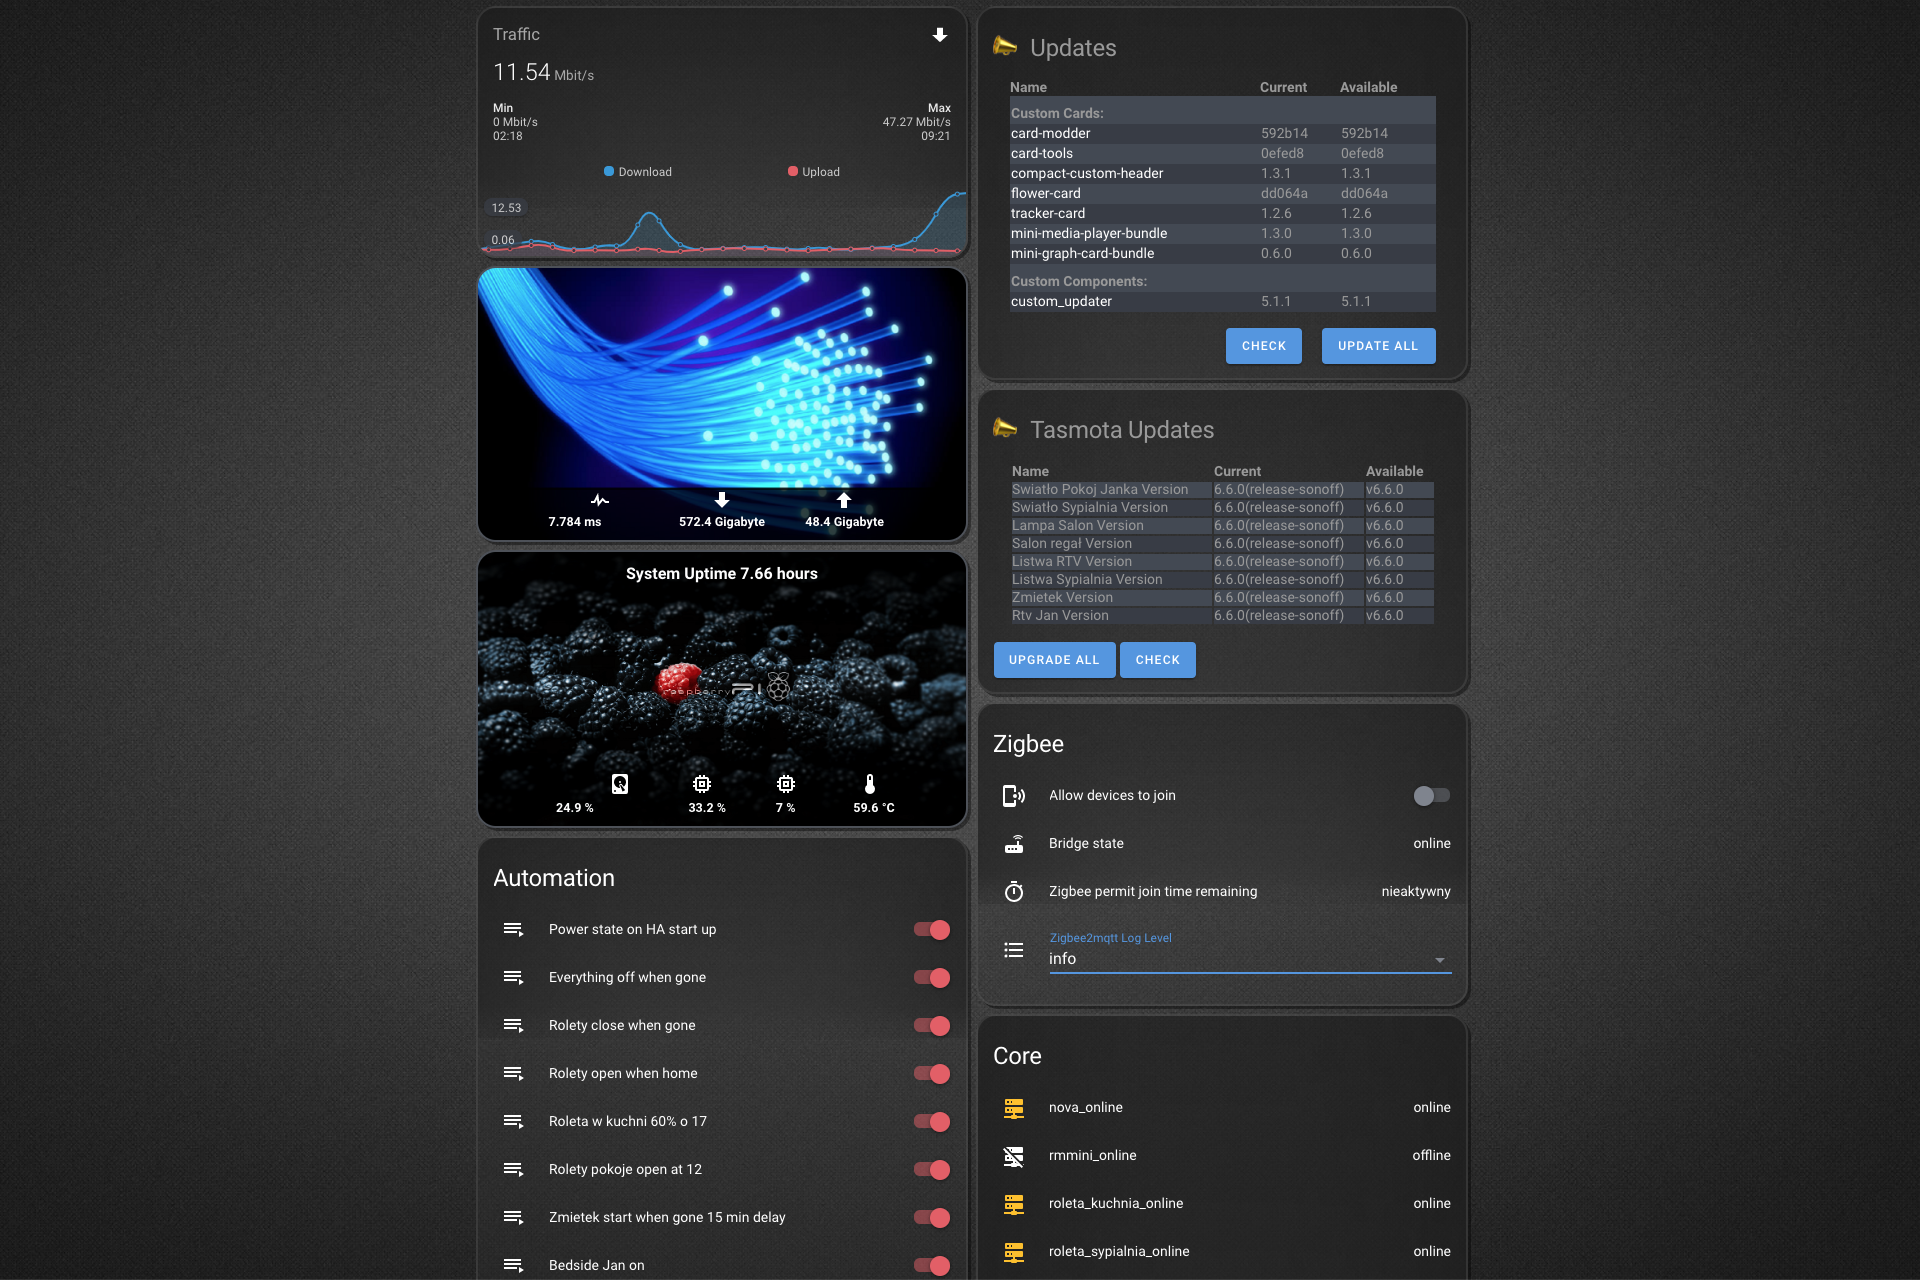 Traffic
11.54 Mbit/s
Min
0 Mbit/s
02:18
Max
47.27 Mbit/s
09:21
Download
Upload
12.53
0.06
7.784 ms
572.4 Gigabyte
48.4 Gigabyte
System Uptime 7.66 hours
raspberry PI
24.9 %
33.2 %
7 %
59.6 °C
Automation
Power state on HA start up
Everything off when gone
Rolety close when gone
Rolety open when home
Roleta w kuchni 60% o 17
Rolety pokoje open at 12
Zmietek start when gone 15 min delay
Bedside Jan on
Updates
Name Current Available
Custom Cards:
card-modder 592b14 592b14
card-tools 0efed8 0efed8
compact-custom-header 1.3.1 1.3.1
flower-card dd064a dd064a
tracker-card 1.2.6 1.2.6
mini-media-player-bundle 1.3.0 1.3.0
mini-graph-card-bundle 0.6.0 0.6.0
Custom Components:
custom_updater 5.1.1 5.1.1
CHECK UPDATE ALL
Tasmota Updates
Name Current Available
Swiatło Pokoj Janka Version 6.6.0(release-sonoff) v6.6.0
Swiatło Sypialnia Version 6.6.0(release-sonoff) v6.6.0
Lampa Salon Version 6.6.0(release-sonoff) v6.6.0
Salon regał Version 6.6.0(release-sonoff) v6.6.0
Listwa RTV Version 6.6.0(release-sonoff) v6.6.0
Listwa Sypialnia Version 6.6.0(release-sonoff) v6.6.0
Zmietek Version 6.6.0(release-sonoff) v6.6.0
Rtv Jan Version 6.6.0(release-sonoff) v6.6.0
UPGRADE ALL CHECK
Zigbee
Allow devices to join
Bridge state online
Zigbee permit join time remaining nieaktywny
Zigbee2mqtt Log Level
info
Core
nova_online online
rmmini_online offline
roleta_kuchnia_online online
roleta_sypialnia_online online